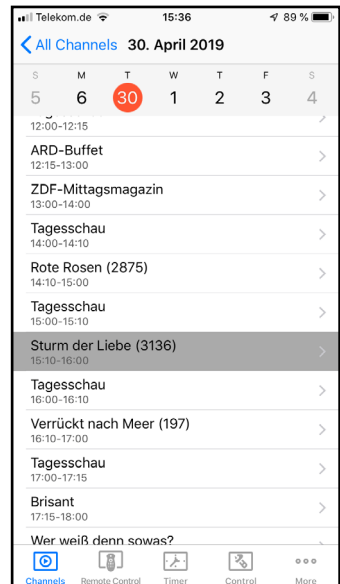 Telekom.de 15:36 89 %
All Channels 30. April 2019
S M T W T F S
5 6 30 1 2 3 4
Tagesschau
12:00-12:15
ARD-Buffet
12:15-13:00
ZDF-Mittagsmagazin
13:00-14:00
Tagesschau
14:00-14:10
Rote Rosen (2875)
14:10-15:00
Tagesschau
15:00-15:10
Sturm der Liebe (3136)
15:10-16:00
Tagesschau
16:00-16:10
Verrückt nach Meer (197)
16:10-17:00
Tagesschau
17:00-17:15
Brisant
17:15-18:00
Wer weiß denn sowas?
Channels Remote Control Timer Control More